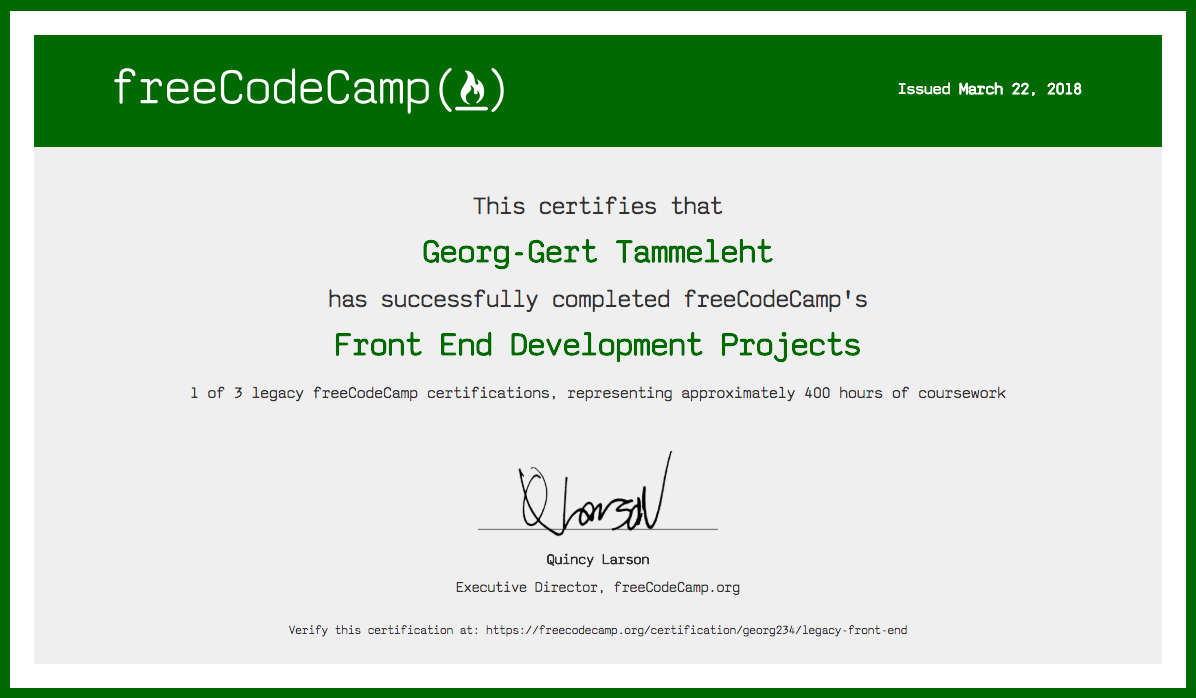 freeCodeCamp(🔥)
Issued March 22, 2018
This certifies that
Georg-Gert Tammeleht
has successfully completed freeCodeCamp's
Front End Development Projects
1 of 3 legacy freeCodeCamp certifications, representing approximately 400 hours of coursework
Q Larson
Quincy Larson
Executive Director, freeCodeCamp.org
Verify this certification at: https://freecodecamp.org/certification/georg234/legacy-front-end